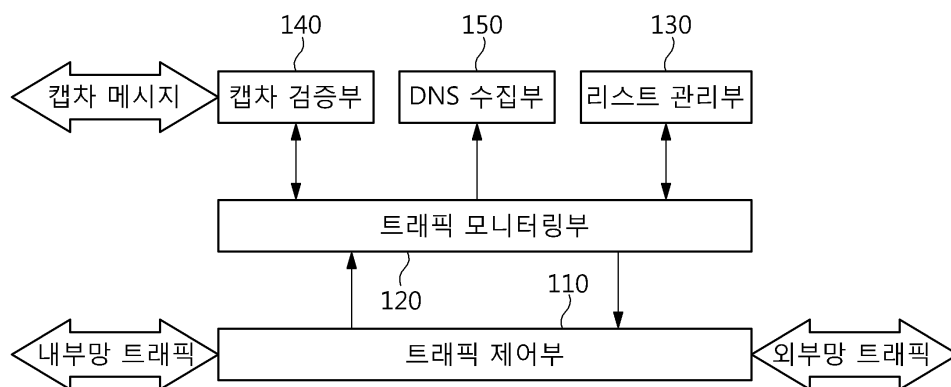 140
150
130
캡차 메시지
캡차 검증부
DNS 수집부
리스트 관리부
트래픽 모니터링부
120
110
내부망 트래픽
트래픽 제어부
외부망 트래픽